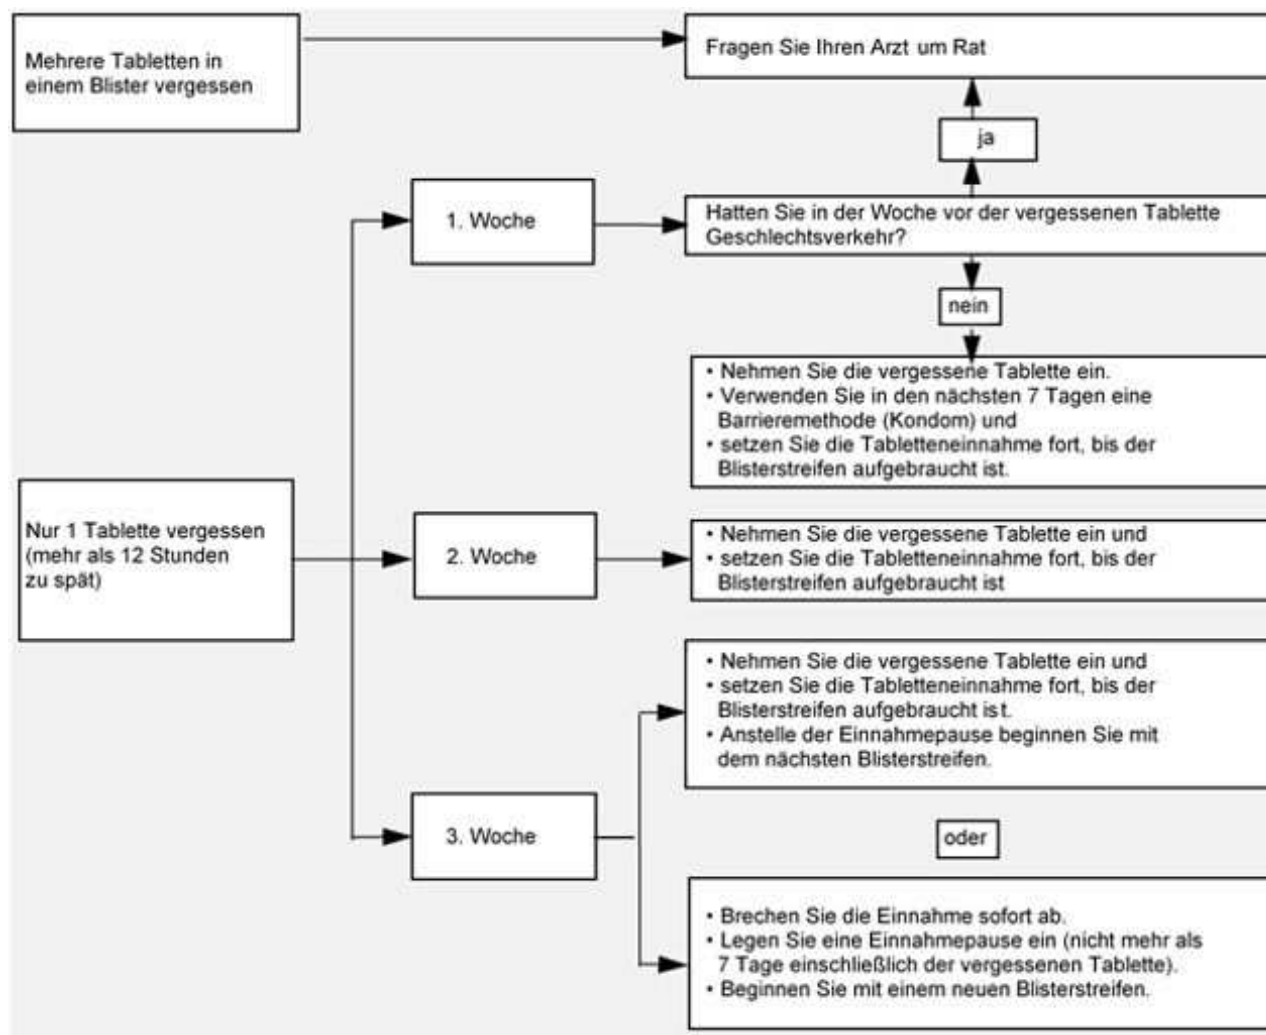 Mehrere Tabletten in
einem Blister vergessen
Fragen Sie Ihren Arzt um Rat
ja
1. Woche
Hatten Sie in der Woche vor der vergessenen Tablette
Geschlechtsverkehr?
nein
• Nehmen Sie die vergessene Tablette ein.
• Verwenden Sie in den nächsten 7 Tagen eine
Barrieremethode (Kondom) und
• setzen Sie die Tabletteneinnahme fort, bis der
Blisterstreifen aufgebraucht ist.
Nur 1 Tablette vergessen
(mehr als 12 Stunden
zu spät)
2. Woche
• Nehmen Sie die vergessene Tablette ein und
• setzen Sie die Tabletteneinnahme fort, bis der
Blisterstreifen aufgebraucht ist
3. Woche
• Nehmen Sie die vergessene Tablette ein und
• setzen Sie die Tabletteneinnahme fort, bis der
Blisterstreifen aufgebraucht ist.
• Anstelle der Einnahmepause beginnen Sie mit
dem nächsten Blisterstreifen.
oder
• Brechen Sie die Einnahme sofort ab.
• Legen Sie eine Einnahmepause ein (nicht mehr als
7 Tage einschließlich der vergessenen Tablette).
• Beginnen Sie mit einem neuen Blisterstreifen.